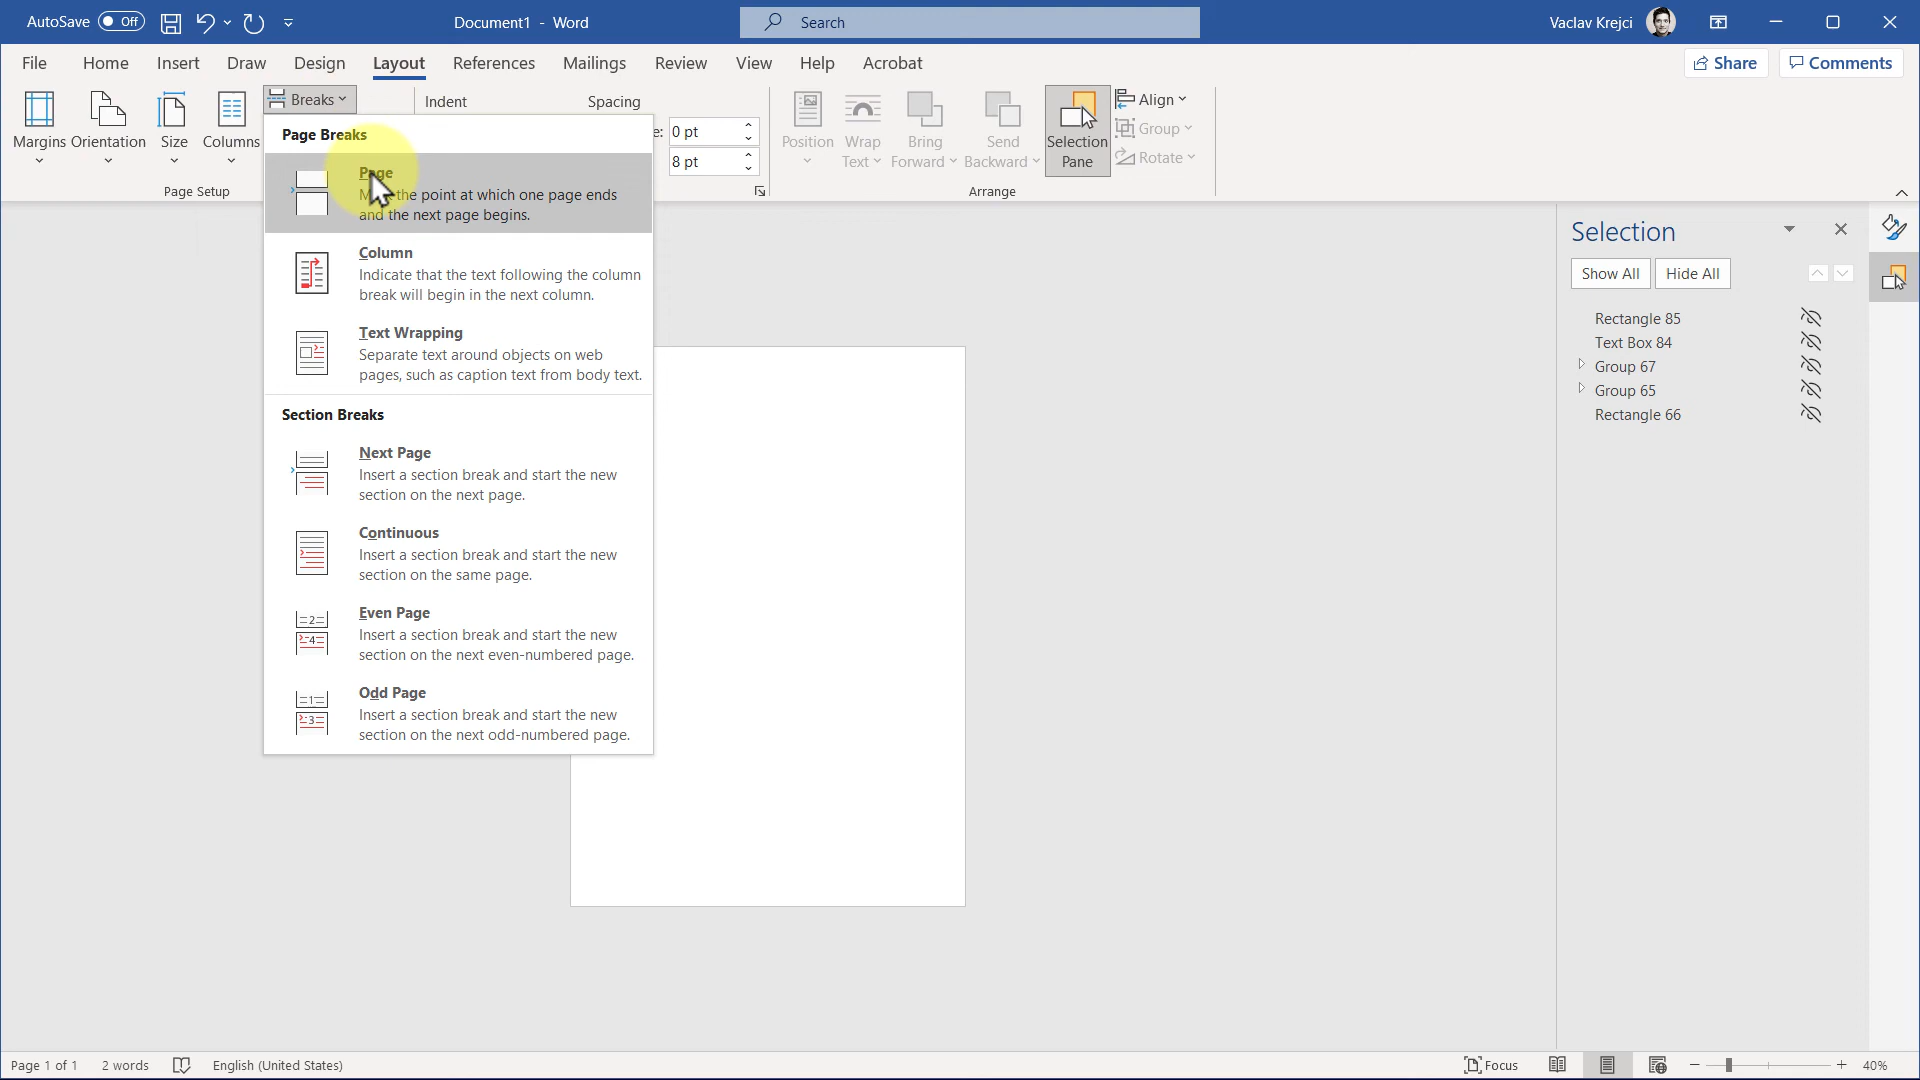 AutoSave Off
Document1 - Word
Search
Vaclav Krejci
File Home Insert Draw Design Layout References Mailings Review View Help Acrobat
Share Comments
Margins Orientation Size Columns
Breaks
Page Setup
Indent Spacing
e: 0 pt
8 pt
Position
Wrap
Text
Bring
Forward
Send
Backward
Selection
Pane
Align
Group
Rotate
Arrange
Page Breaks
Page
the point at which one page ends
and the next page begins.
Column
Indicate that the text following the column
break will begin in the next column.
Text Wrapping
Separate text around objects on web
pages, such as caption text from body text.
Section Breaks
Next Page
Insert a section break and start the new
section on the next page.
Continuous
Insert a section break and start the new
section on the same page.
=2=
=4=
Even Page
Insert a section break and start the new
section on the next even-numbered page.
=1=
=3=
Odd Page
Insert a section break and start the new
section on the next odd-numbered page.
Selection
Show All Hide All
Rectangle 85
Text Box 84
Group 67
Group 65
Rectangle 66
Page 1 of 1 2 words English (United States)
Focus
40%